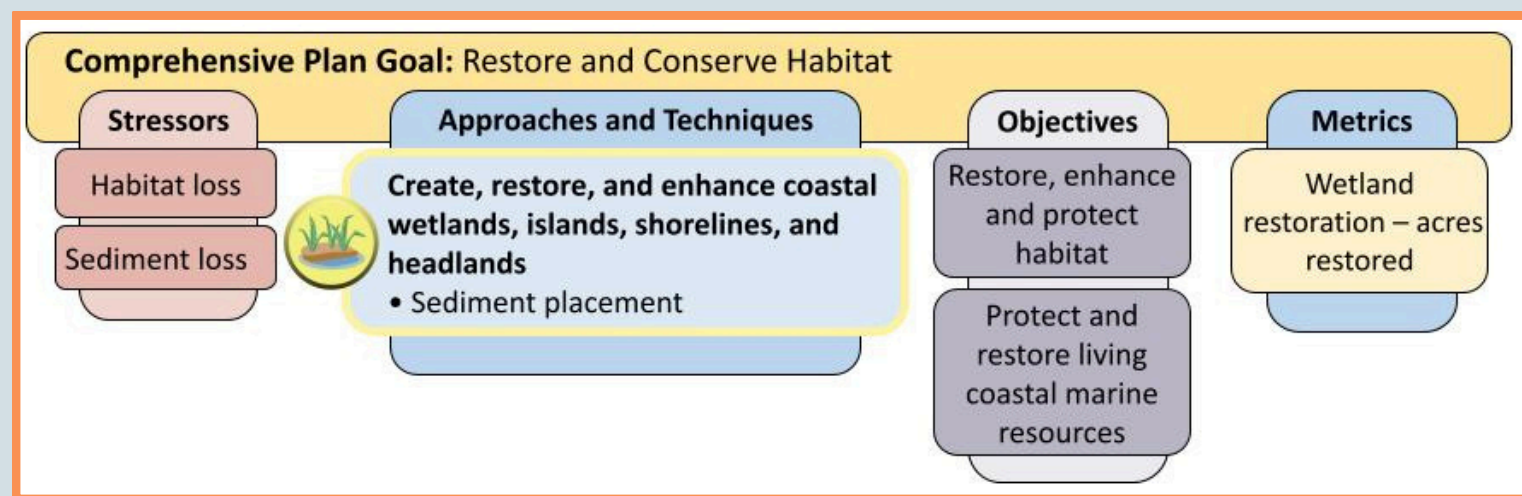 Comprehensive Plan Goal: Restore and Conserve Habitat
Stressors
Habitat loss
Sediment loss
Approaches and Techniques
Create, restore, and enhance coastal
wetlands, islands, shorelines, and
headlands
• Sediment placement
Objectives
Restore, enhance
and protect
habitat
Protect and
restore living
coastal marine
resources
Metrics
Wetland
restoration – acres
restored